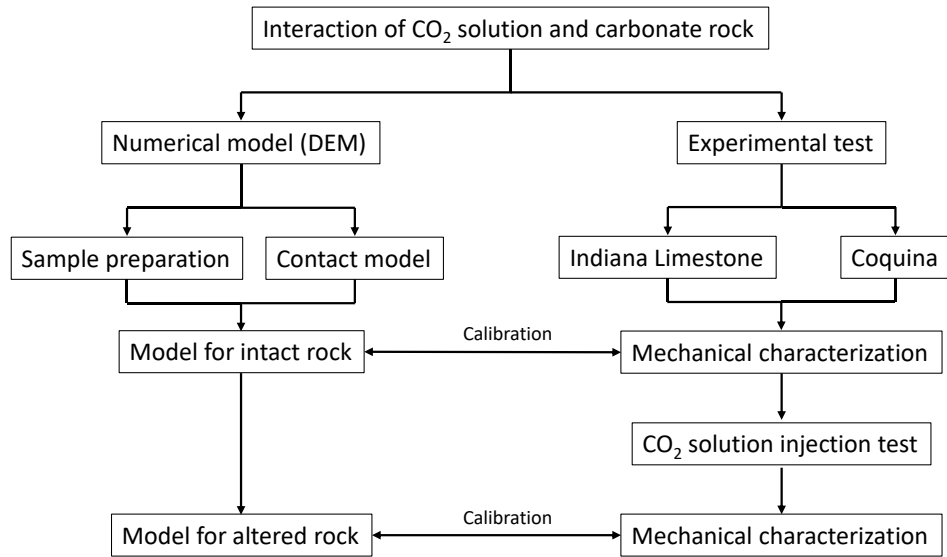 Interaction of CO₂ solution and carbonate rock
Numerical model (DEM)
Experimental test
Sample preparation
Contact model
Indiana Limestone
Coquina
Calibration
Model for intact rock
Mechanical characterization
CO₂ solution injection test
Calibration
Model for altered rock
Mechanical characterization